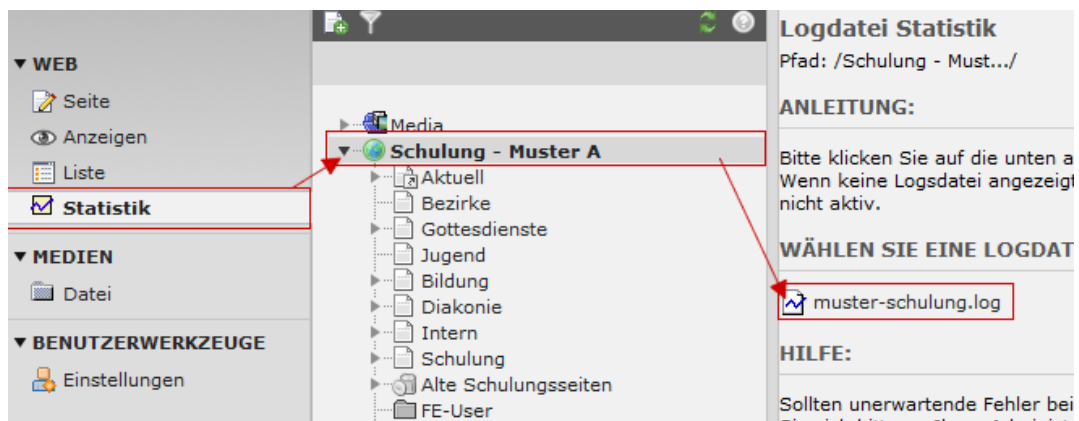 WEB
Seite
Anzeigen
Liste
Statistik
MEDIEN
Datei
BENUTZERWERKZEUGE
Einstellungen
Media
Schulung - Muster A
Aktuell
Bezirke
Gottesdienste
Jugend
Bildung
Diakonie
Intern
Schulung
Alte Schulungsseiten
FE-User
Logdatei Statistik
Pfad: /Schulung - Must.../
ANLEITUNG:
Bitte klicken Sie auf die unten a
Wenn keine Logsdatei angezeigt
nicht aktiv.
WÄHLEN SIE EINE LOGDAT
muster-schulung.log
HILFE:
Sollten unerwartende Fehler bei